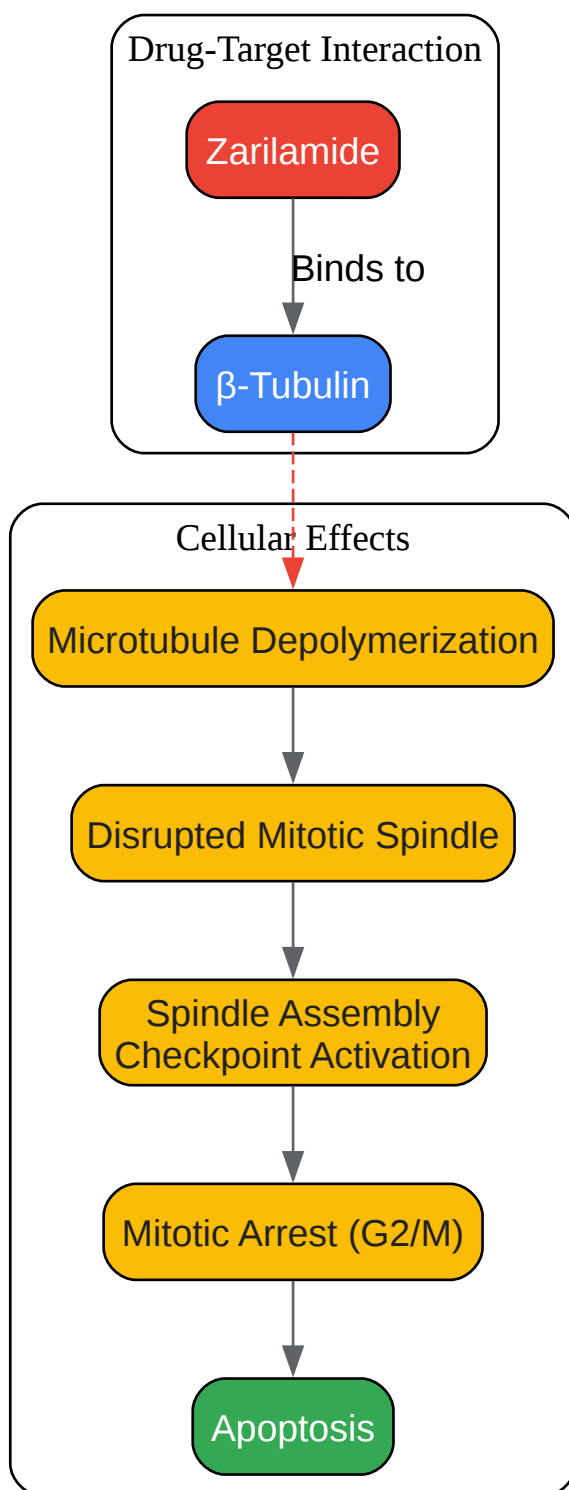 Drug-Target Interaction
Zarilamide
Binds to
β-Tubulin
Cellular Effects
Microtubule Depolymerization
Disrupted Mitotic Spindle
Spindle Assembly
Checkpoint Activation
Mitotic Arrest (G2/M)
Apoptosis